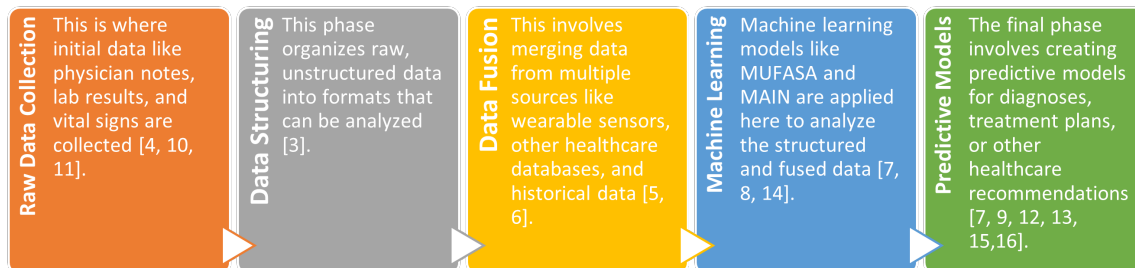 Raw Data Collection
This is where
initial data like
physician notes,
lab results, and
vital signs are
collected [4, 10,
11].
Data Structuring
This phase
organizes raw,
unstructured data
into formats that
can be analyzed
[3].
Data Fusion
This involves
merging data
from multiple
sources like
wearable sensors,
other healthcare
databases, and
historical data [5,
6].
Machine Learning
Machine learning
models like
MUFASA and
MAIN are applied
here to analyze
the structured
and fused data [7,
8, 14].
Predictive Models
The final phase
involves creating
predictive models
for diagnoses,
treatment plans,
or other
healthcare
recommendations
[7, 9, 12, 13,
15,16].